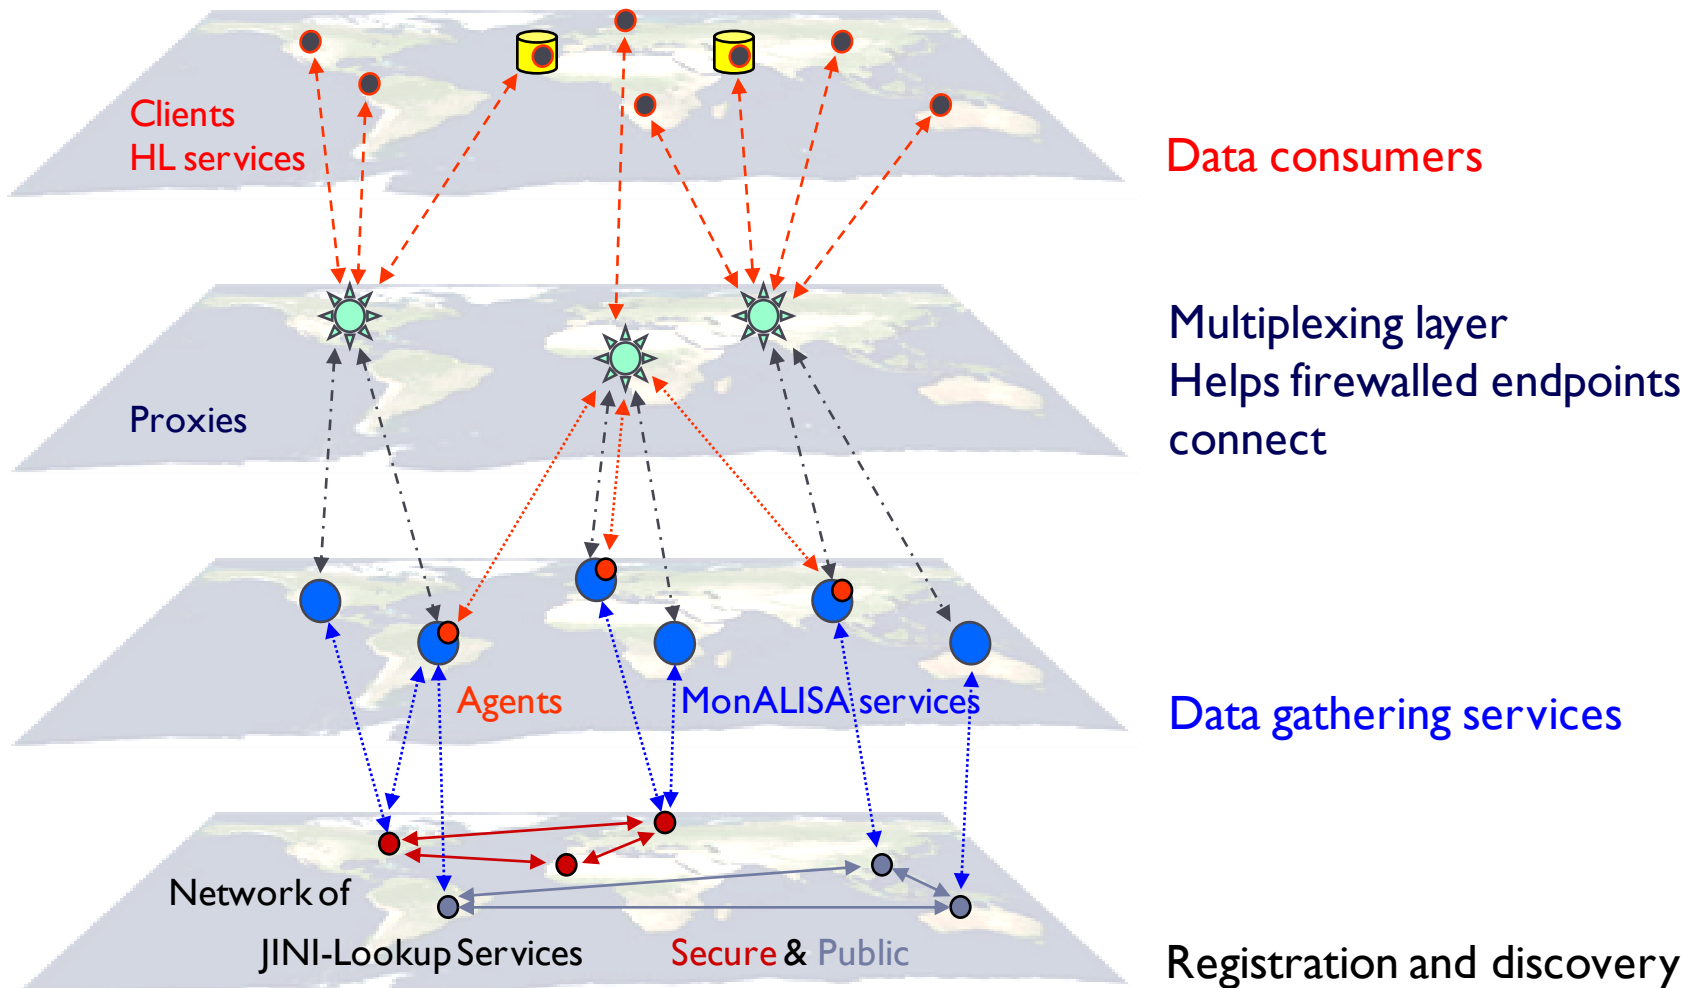 Clients
HL services
Data consumers
Multiplexing layer
Helps firewalled endpoints
connect
Proxies
Agents
MonALISA services
Data gathering services
Network of
JINI-Lookup Services
Secure & Public
Registration and discovery